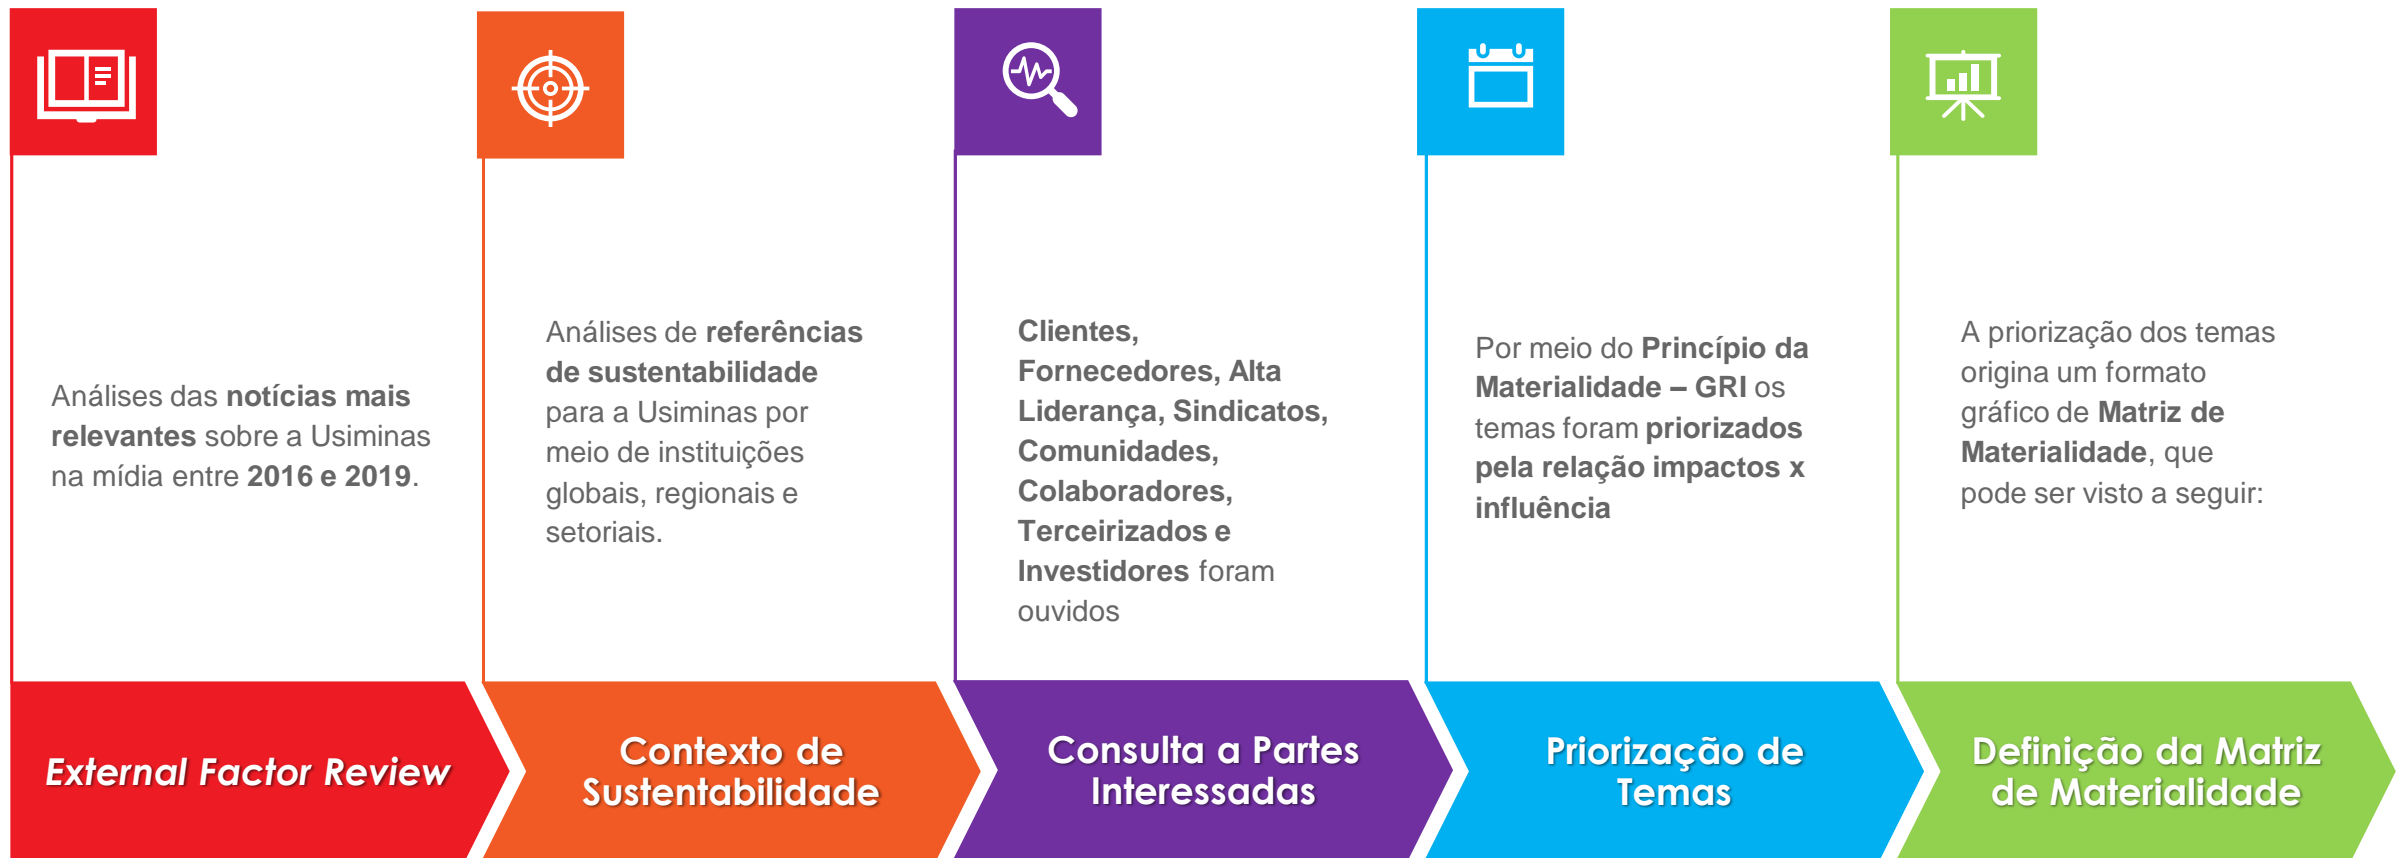 Análises das notícias mais
relevantes sobre a Usiminas
na mídia entre 2016 e 2019.
Análises de referências
de sustentabilidade
para a Usiminas por
meio de instituições
globais, regionais e
setoriais.
Clientes,
Fornecedores, Alta
Liderança, Sindicatos,
Comunidades,
Colaboradores,
Terceirizados e
Investidores foram
ouvidos
Por meio do Princípio da
Materialidade – GRI os
temas foram priorizados
pela relação impactos x
influência
A priorização dos temas
origina um formato
gráfico de Matriz de
Materialidade, que
pode ser visto a seguir:
External Factor Review
Contexto de
Sustentabilidade
Consulta a Partes
Interessadas
Priorização de
Temas
Definição da Matriz
de Materialidade